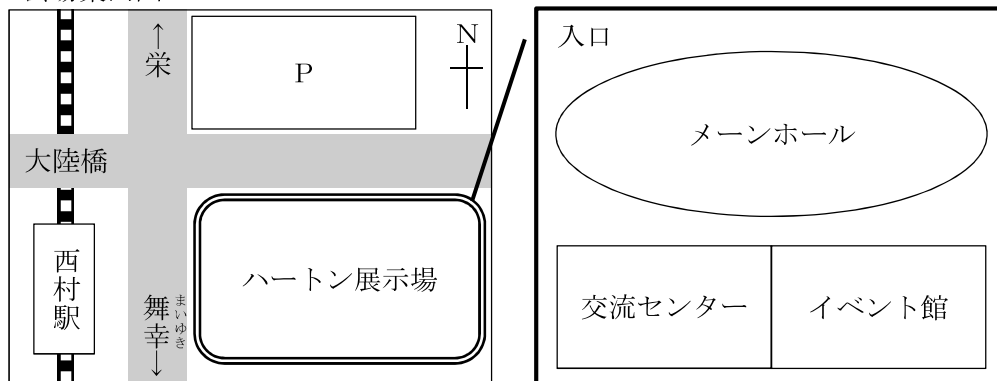 ↑栄
P
N
大陸橋
西村駅
舞幸↓
まいゆき
ハートン展示場
入口
メーンホール
交流センター
イベント館